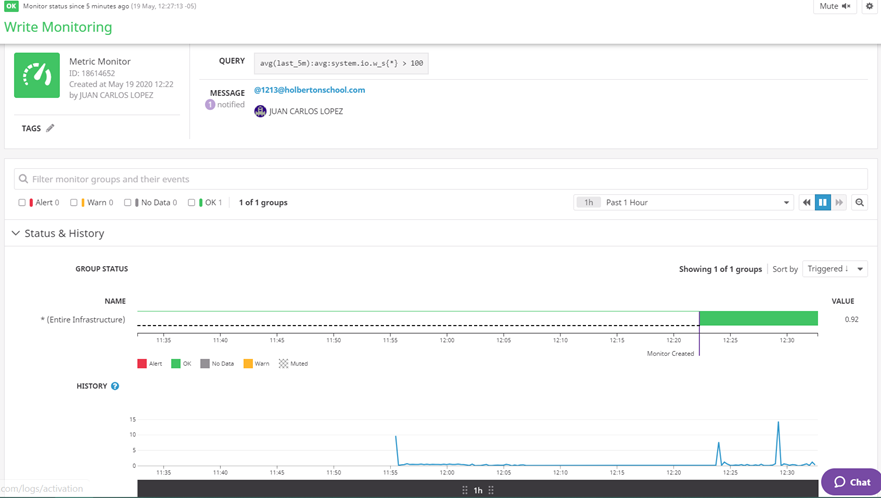 OK Monitor status since 5 minutes ago (19 May, 12:27:13 -05)
Mute
Write Monitoring
Metric Monitor
ID: 18614652
Created at May 19 2020 12:22
by JUAN CARLOS LOPEZ
TAGS
QUERY
avg(last_5m):avg:system.io.w_s{*} > 100
MESSAGE
1 notified
@1213@holbertonschool.com
JUAN CARLOS LOPEZ
Filter monitor groups and their events
Alert 0 Warn 0 No Data 0 OK 1 1 of 1 groups
1h Past 1 Hour
Status & History
GROUP STATUS
Showing 1 of 1 groups Sort by Triggered ↓
NAME VALUE
* (Entire Infrastructure) 0.92
11:35 11:40 11:45 11:50 11:55 12:00 12:05 12:10 12:15 12:20 12:25 12:30
Monitor Created
Alert OK No Data Warn Muted
HISTORY ?
15
10
5
0
11:35 11:40 11:45 11:50 11:55 12:00 12:05 12:10 12:15 12:20 12:25 12:30
com/logs/activation
1h
Chat